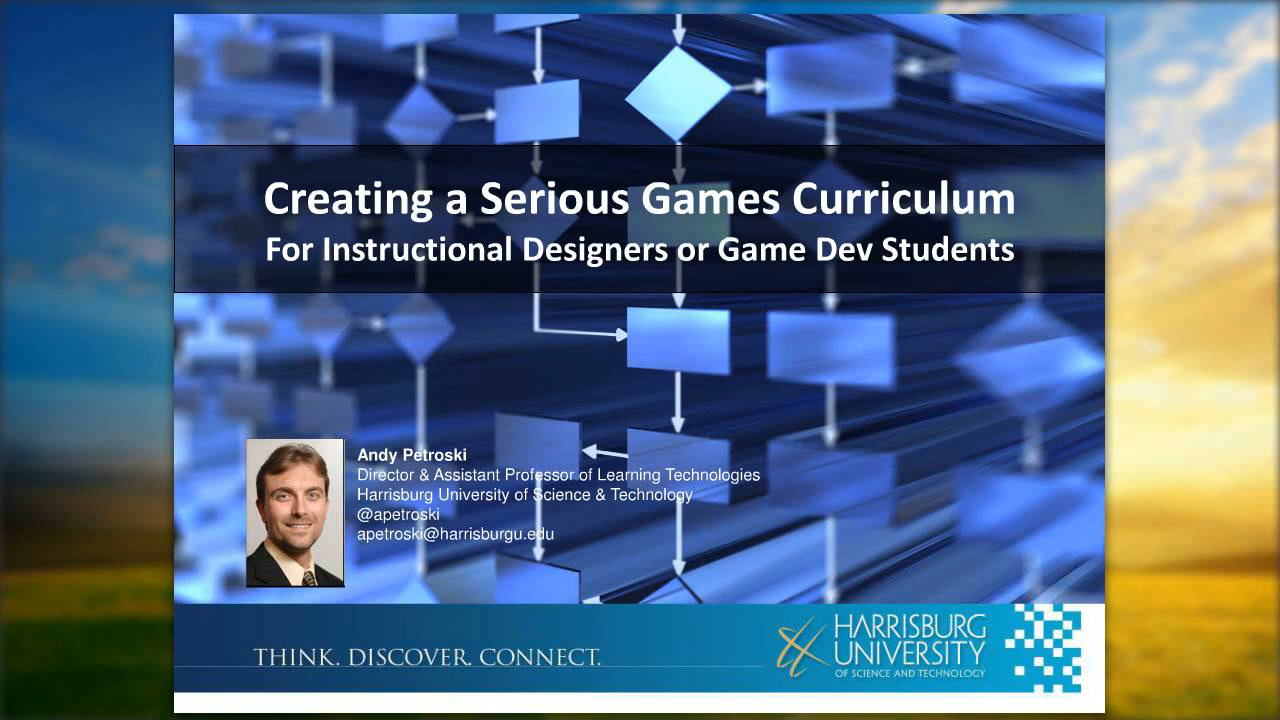 Creating a Serious Games Curriculum
For Instructional Designers or Game Dev Students
Andy Petroski
Director & Assistant Professor of Learning Technologies
Harrisburg University of Science & Technology
@apetroski
apetroski@harrisburgu.edu
THINK. DISCOVER. CONNECT.
HARRISBURG
UNIVERSITY
OF SCIENCE AND TECHNOLOGY